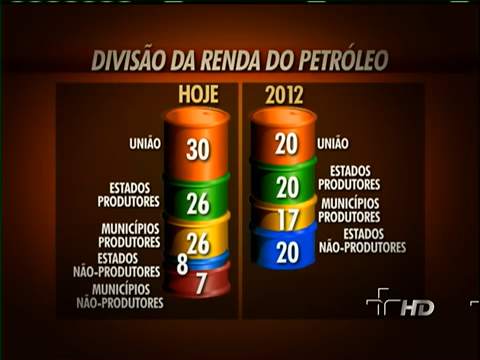 DIVISÃO DA RENDA DO PETRÓLEO
HOJE
UNIÃO
30
ESTADOS
PRODUTORES
26
MUNICÍPIOS
PRODUTORES
26
ESTADOS
NÃO-PRODUTORES
8
MUNICÍPIOS
NÃO-PRODUTORES
7
2012
20
UNIÃO
20
ESTADOS
PRODUTORES
17
MUNICÍPIOS
PRODUTORES
20
ESTADOS
NÃO-PRODUTORES
HD